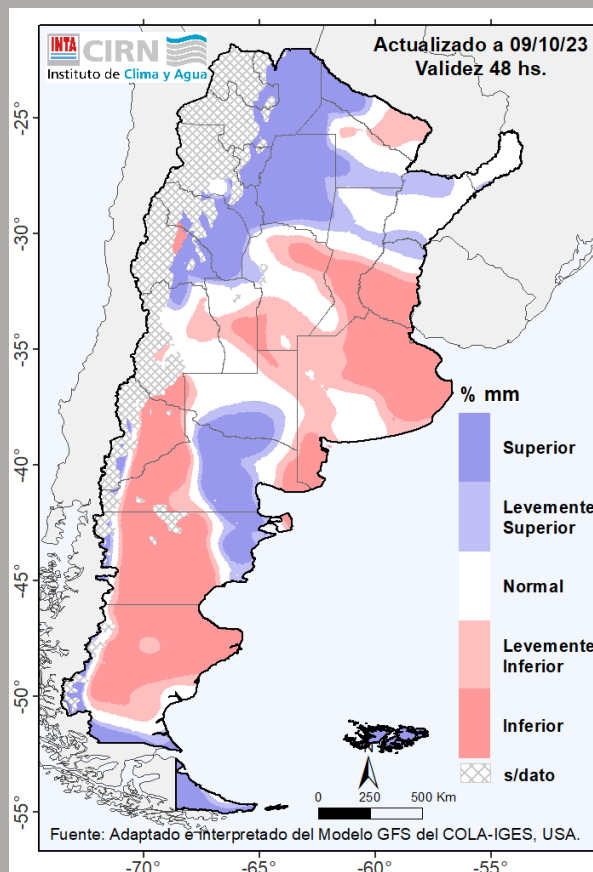 INTA CIRN
Instituto de Clima y Agua
Actualizado a 09/10/23
Validez 48 hs.
-25°
-30°
-35°
-40°
-45°
-50°
-55°
% mm
Superior
Levemente
Superior
Normal
Levemente
Inferior
Inferior
s/dato
N
0 250 500 Km
Fuente: Adaptado e interpretado del Modelo GFS del COLA-IGES, USA.
-70° -65° -60° -55°